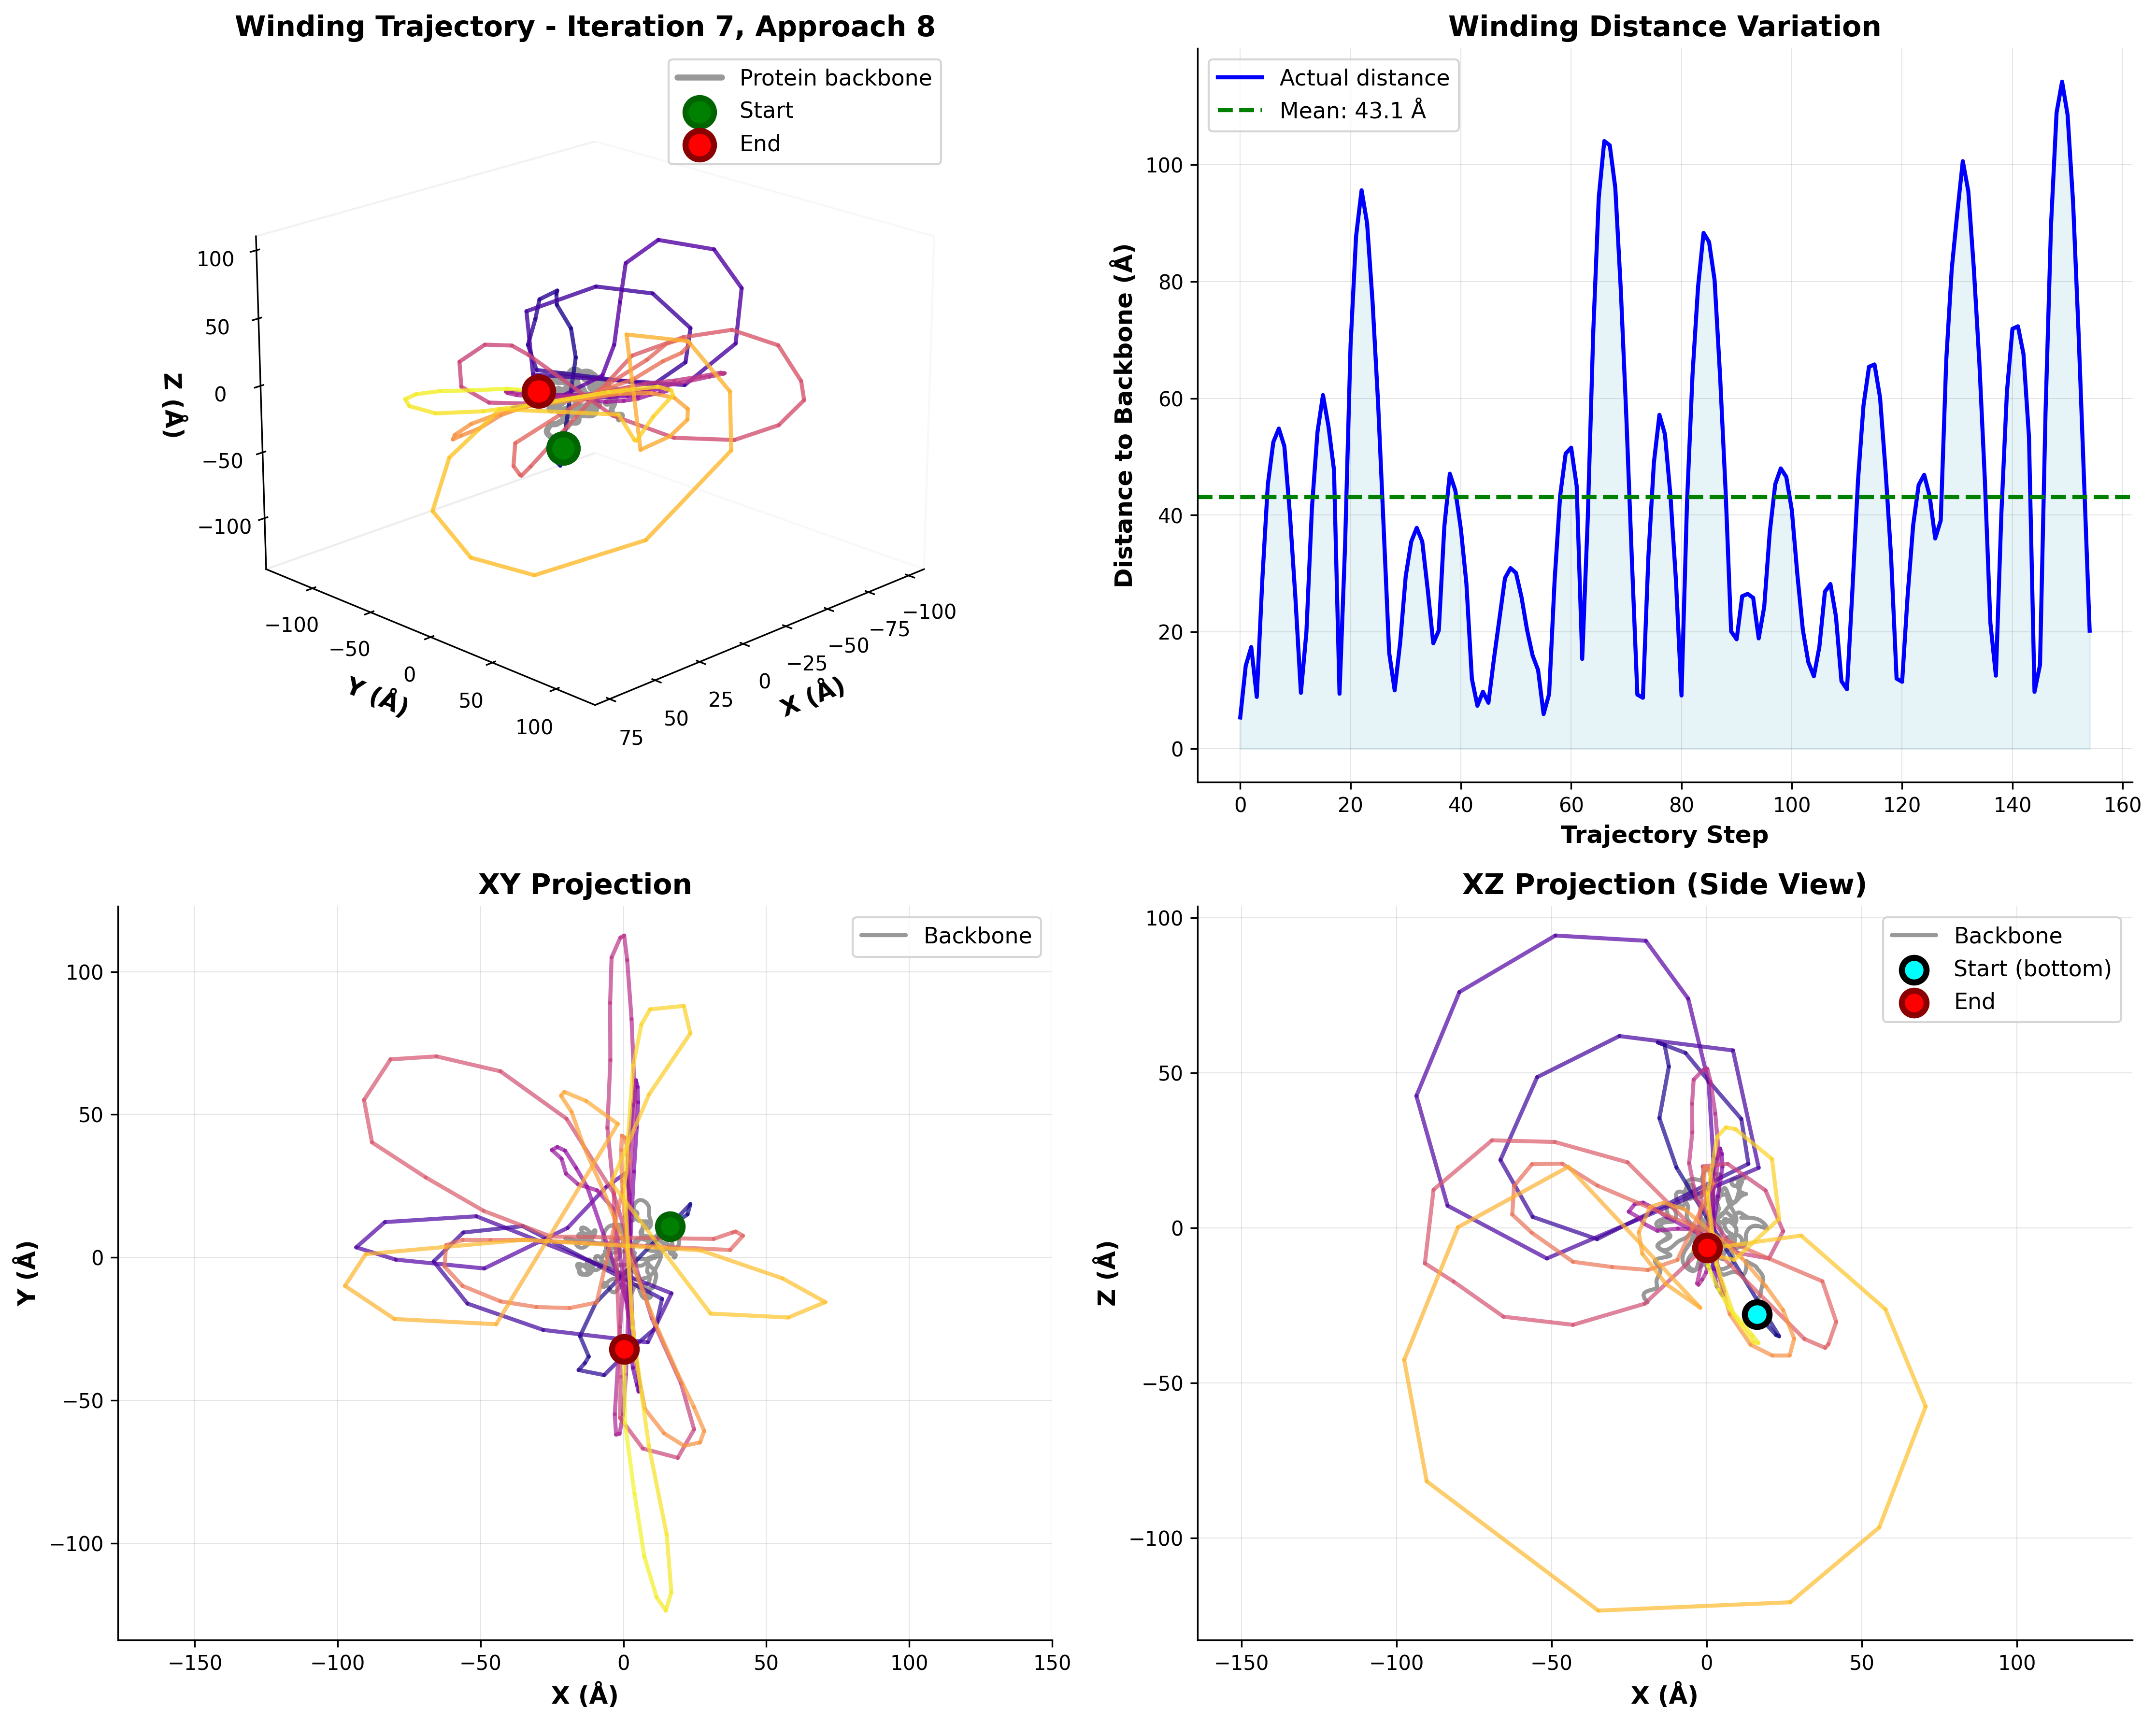 Winding Trajectory - Iteration 7, Approach 8
Protein backbone
Start
End
100
50
0
−50
−100
Z (Å)
−100
−50
0
50
100
Y (Å)
75
50
25
0
−25
−50
−75
−100
X (Å)
Winding Distance Variation
Actual distance
Mean: 43.1 Å
Distance to Backbone (Å)
100
80
60
40
20
0
0 20 40 60 80 100 120 140 160
Trajectory Step
XY Projection
Backbone
Y (Å)
100
50
0
−50
−100
−150 −100 −50 0 50 100 150
X (Å)
XZ Projection (Side View)
Backbone
Start (bottom)
End
Z (Å)
100
50
0
−50
−100
−150 −100 −50 0 50 100
X (Å)